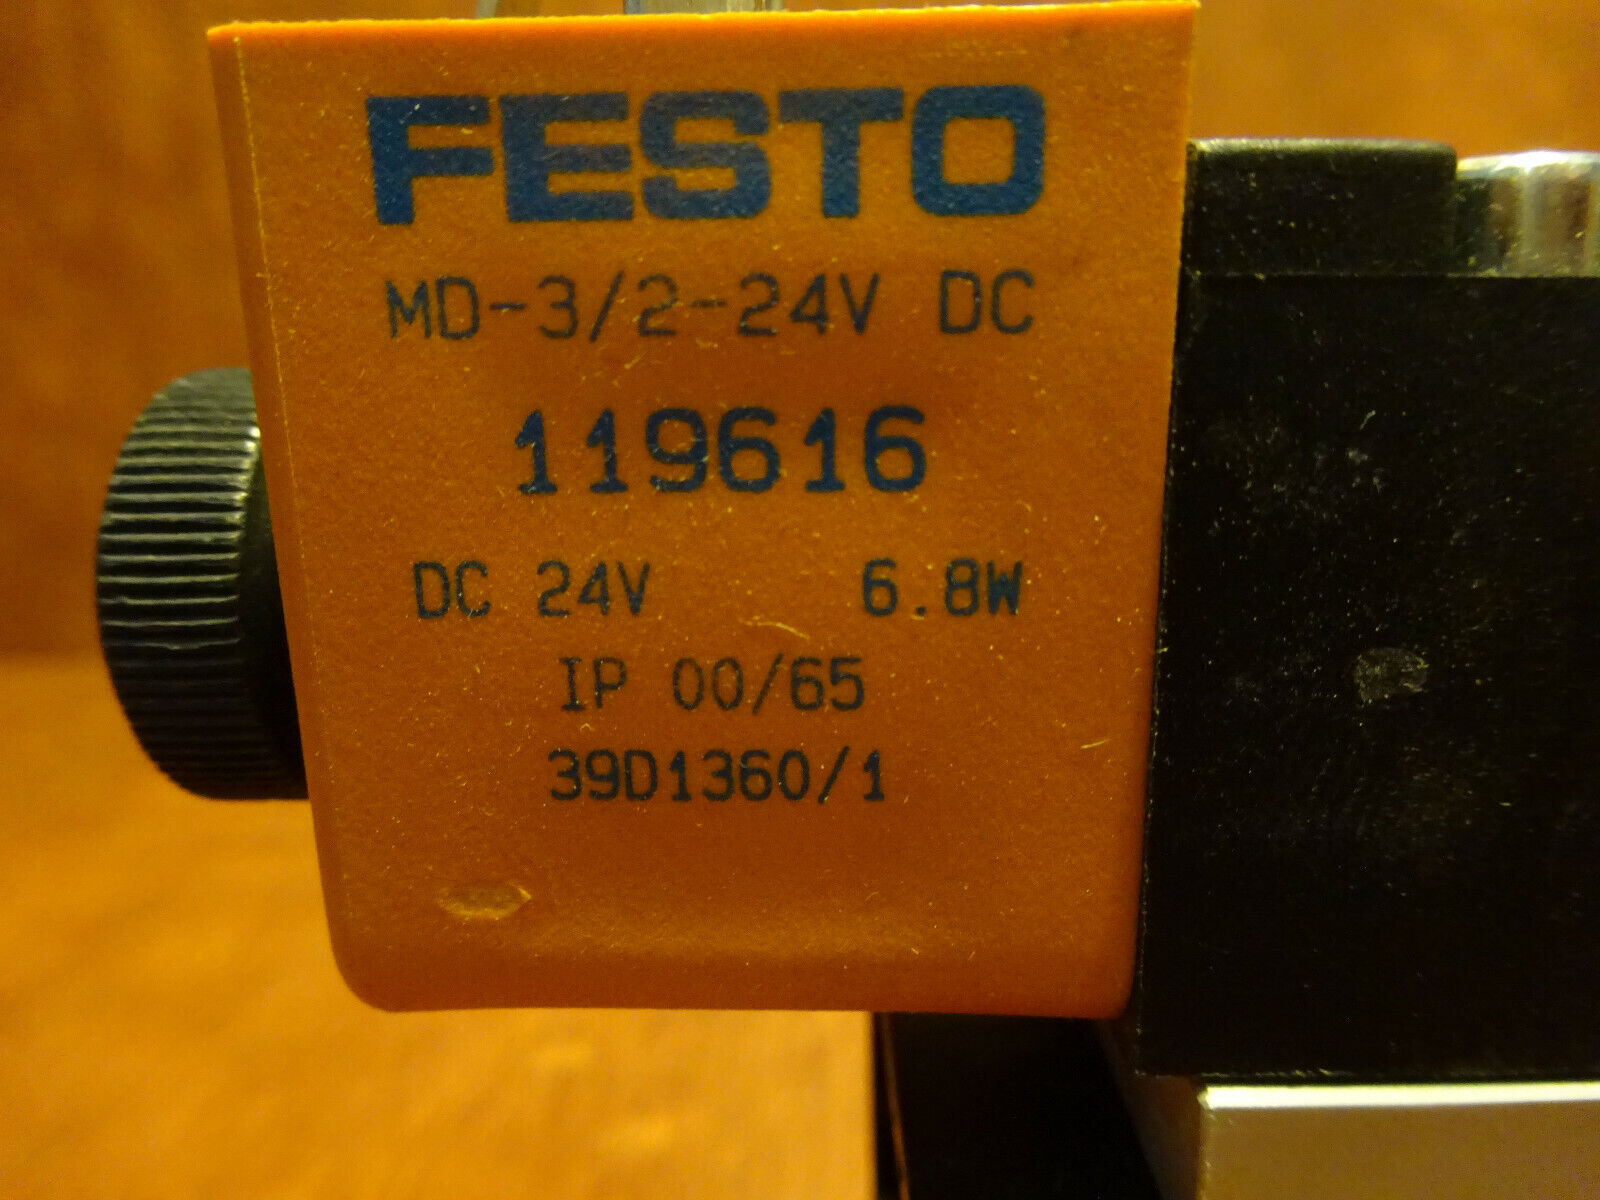 FESTO
MD-3/2-24V DC
119616
DC 24V 6.8W
IP 00/65
39D1360/1